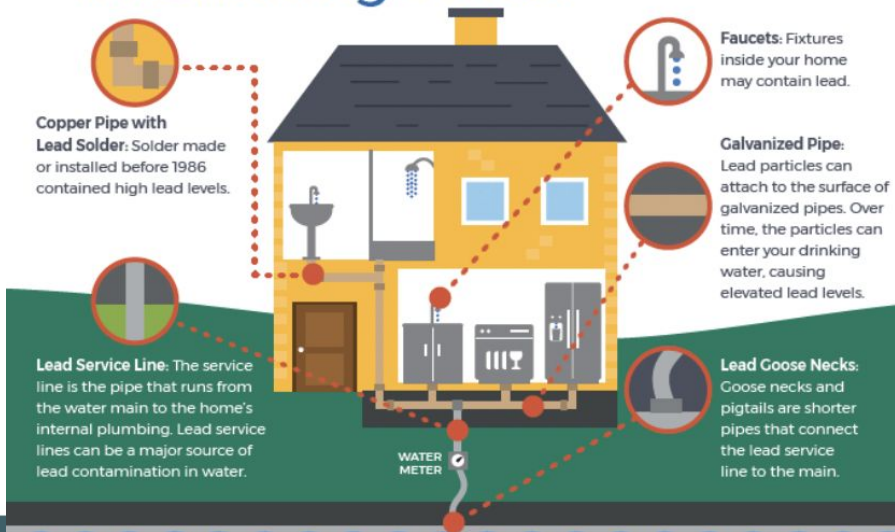 Copper Pipe with
Lead Solder: Solder made
or installed before 1986
contained high lead levels.
Lead Service Line: The service
line is the pipe that runs from
the water main to the home's
internal plumbing. Lead service
lines can be a major source of
lead contamination in water.
WATER
METER
Faucets: Fixtures
inside your home
may contain lead.
Galvanized Pipe:
Lead particles can
attach to the surface of
galvanized pipes. Over
time, the particles can
enter your drinking
water, causing
elevated lead levels.
Lead Goose Necks:
Goose necks and
pigtails are shorter
pipes that connect
the lead service
line to the main.